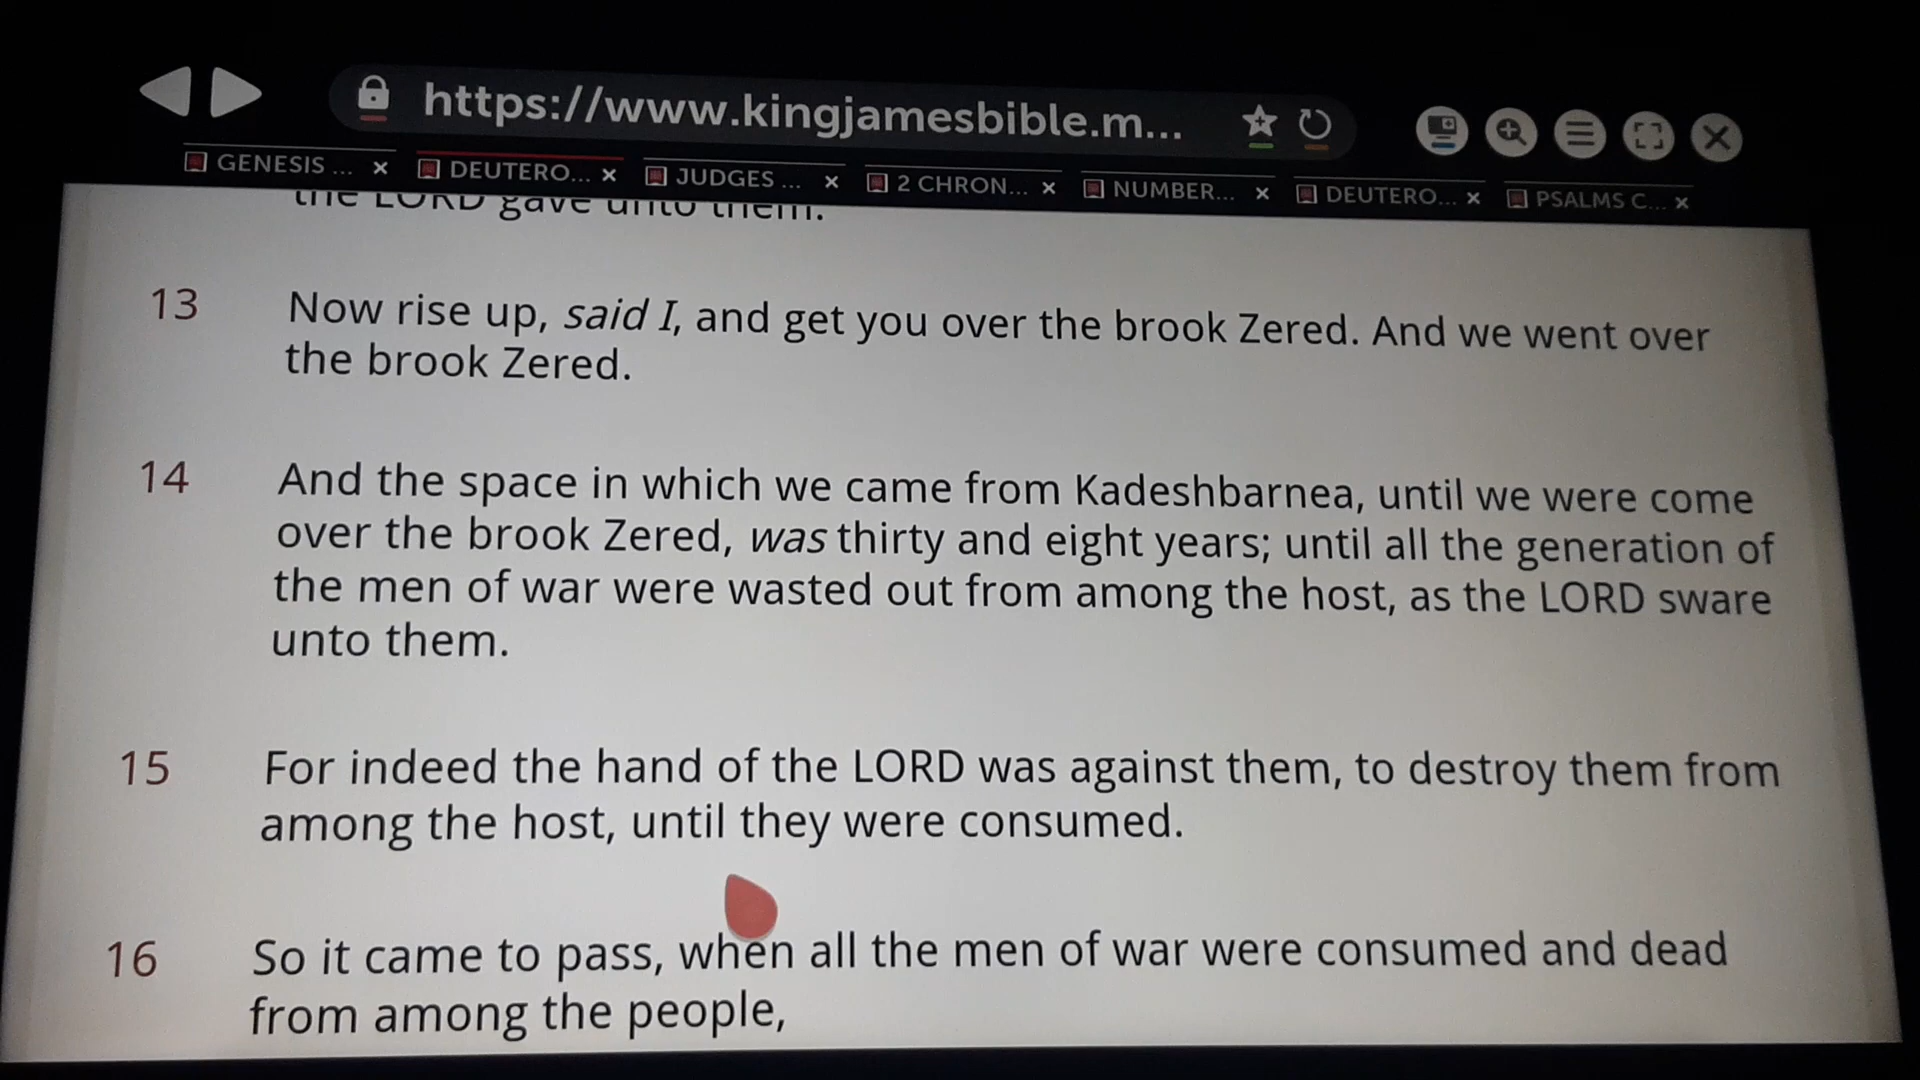 https://www.kingjamesbible.m...
GENESIS ... DEUTERO... JUDGES ... 2 CHRON... NUMBER... DEUTERO... PSALMS C...
the LORD gave unto them.
13 Now rise up, said I, and get you over the brook Zered. And we went over
the brook Zered.
14 And the space in which we came from Kadeshbarnea, until we were come
over the brook Zered, was thirty and eight years; until all the generation of
the men of war were wasted out from among the host, as the LORD sware
unto them.
15 For indeed the hand of the LORD was against them, to destroy them from
among the host, until they were consumed.
16 So it came to pass, when all the men of war were consumed and dead
from among the people,